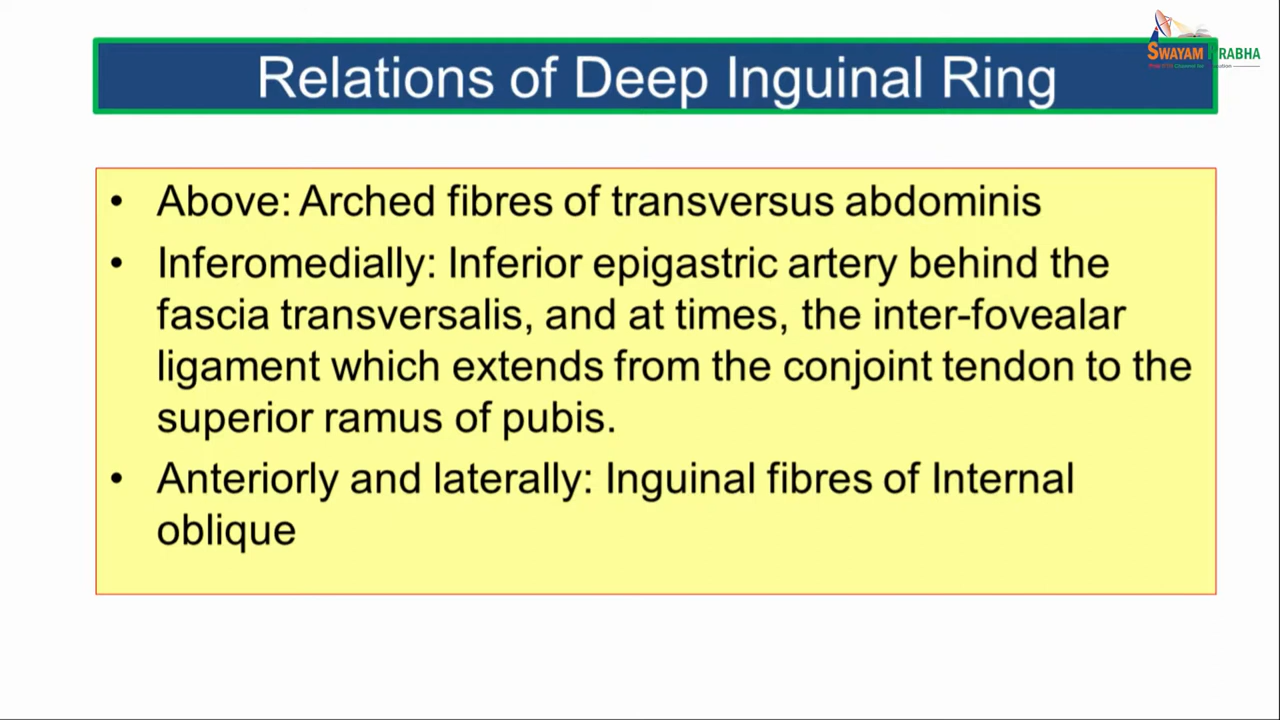 SWAYAM PRABHA
Relations of Deep Inguinal Ring
• Above: Arched fibres of transversus abdominis
• Inferomedially: Inferior epigastric artery behind the
fascia transversalis, and at times, the inter-fovealar
ligament which extends from the conjoint tendon to the
superior ramus of pubis.
• Anteriorly and laterally: Inguinal fibres of Internal
oblique